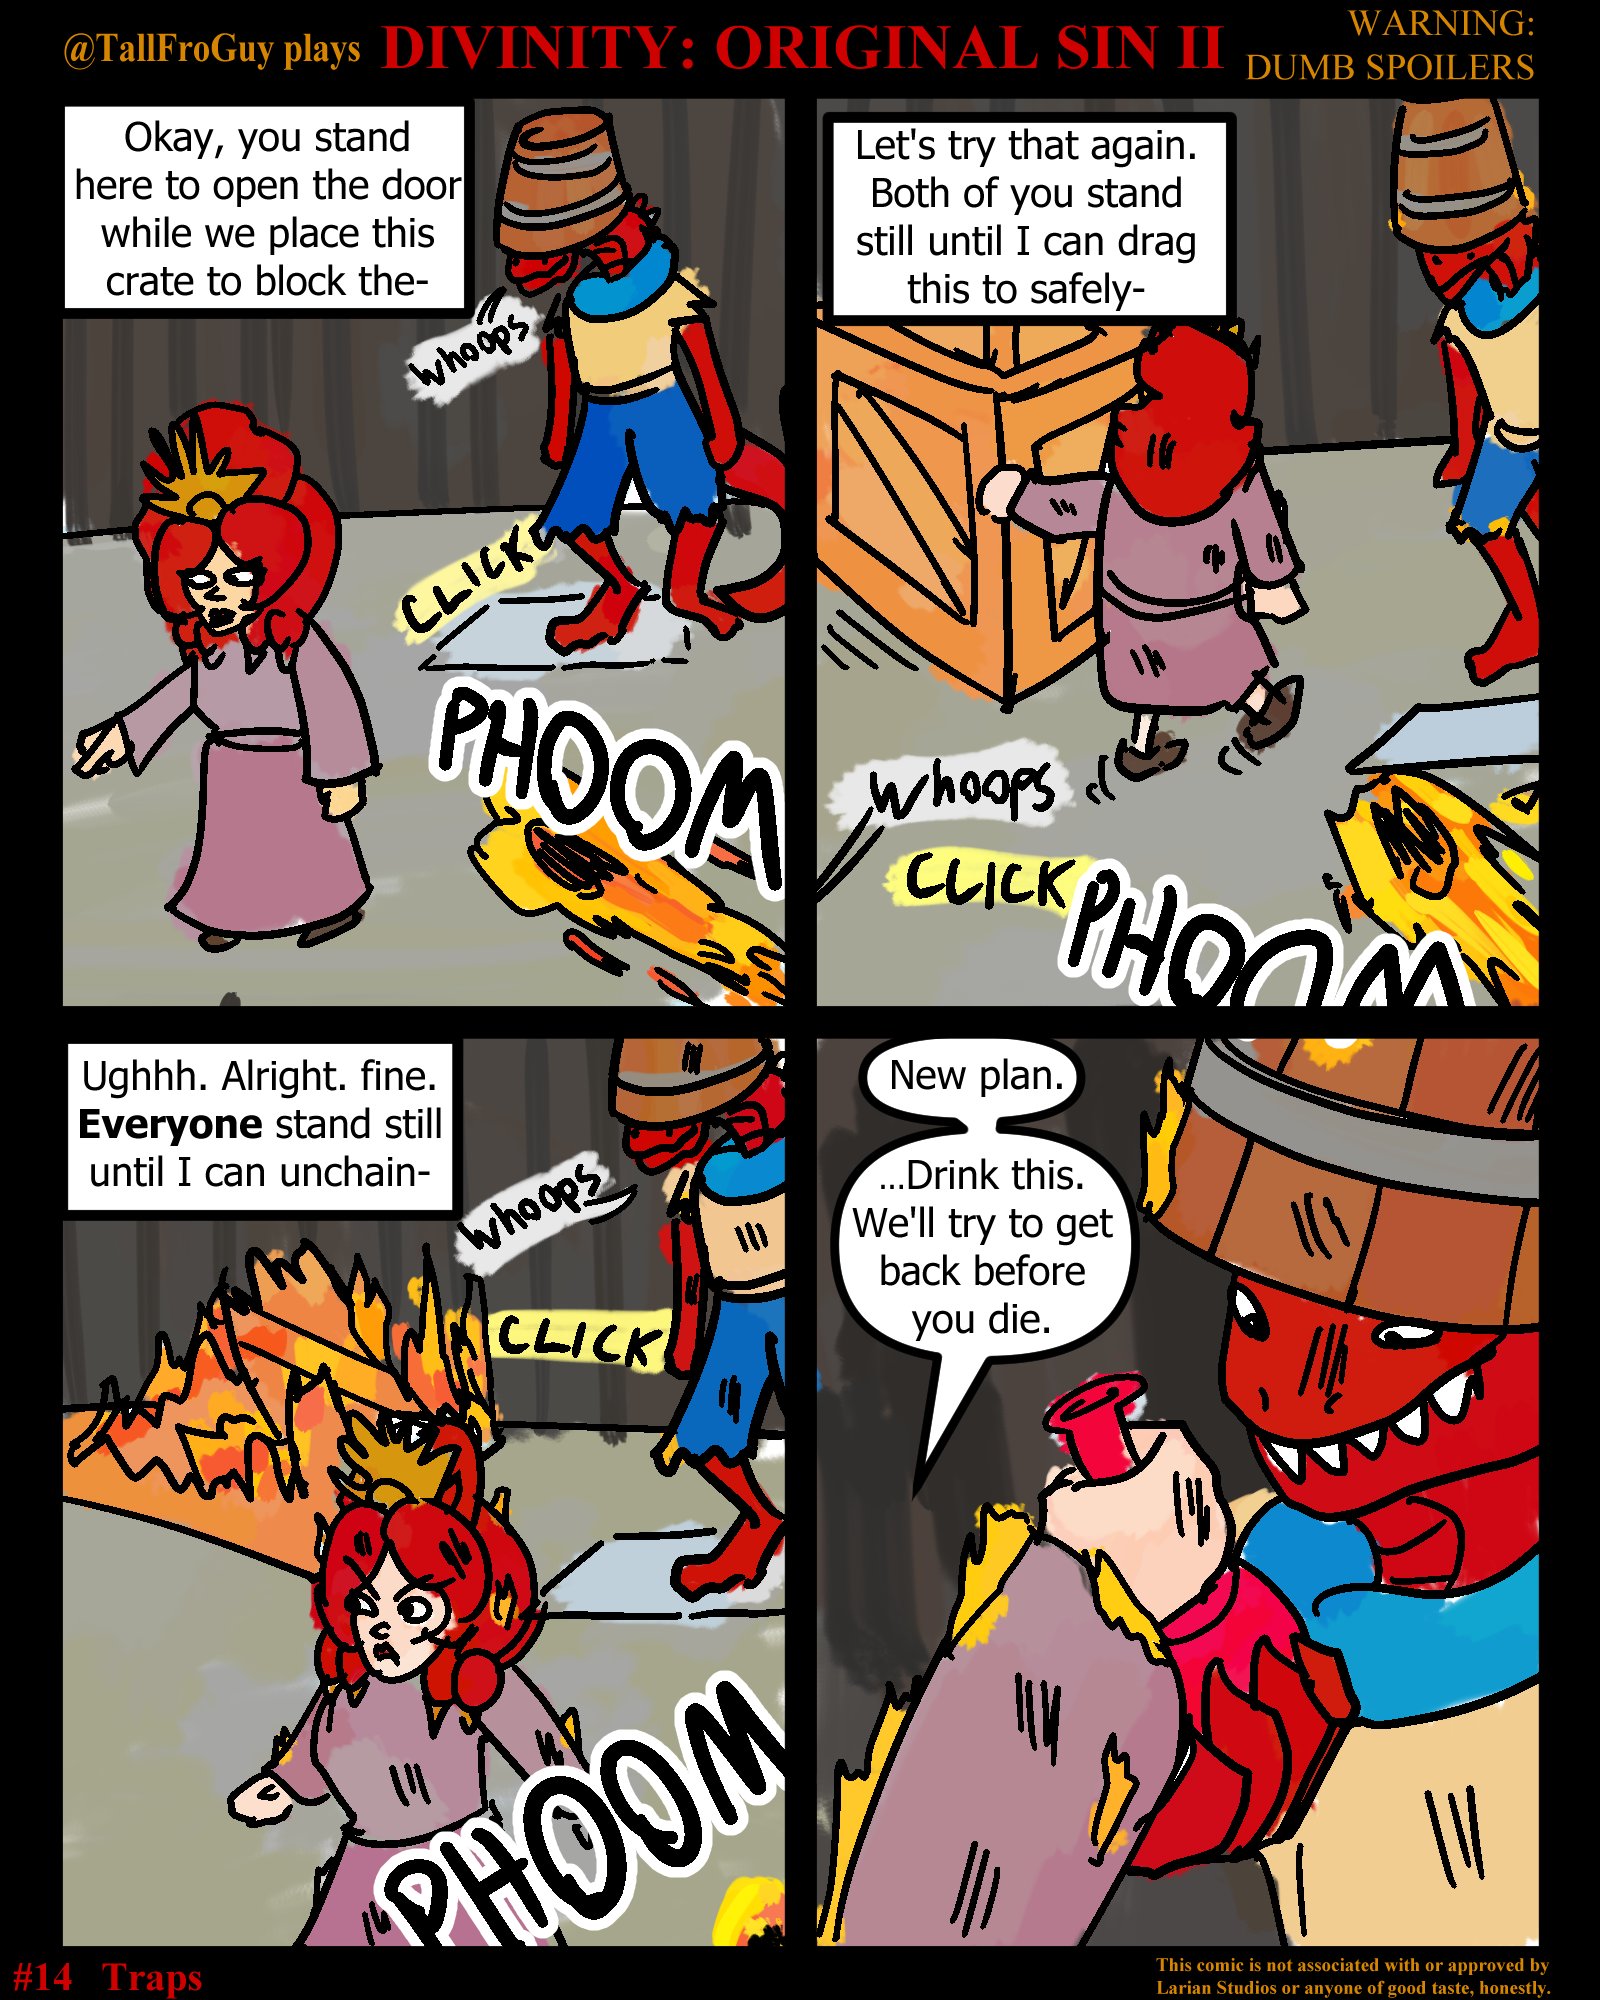 @TallFroGuy plays DIVINITY: ORIGINAL SIN II
WARNING:
DUMB SPOILERS
Okay, you stand
here to open the door
while we place this
crate to block the-
whoops
CLICK
PHOOM
Let's try that again.
Both of you stand
still until I can drag
this to safely-
whoops
CLICK
PHOOM
Ughhh. Alright. fine.
Everyone stand still
until I can unchain-
whoops
CLICK
PHOOM
New plan.
...Drink this.
We'll try to get
back before
you die.
#14 Traps
This comic is not associated with or approved by
Larian Studios or anyone of good taste, honestly.